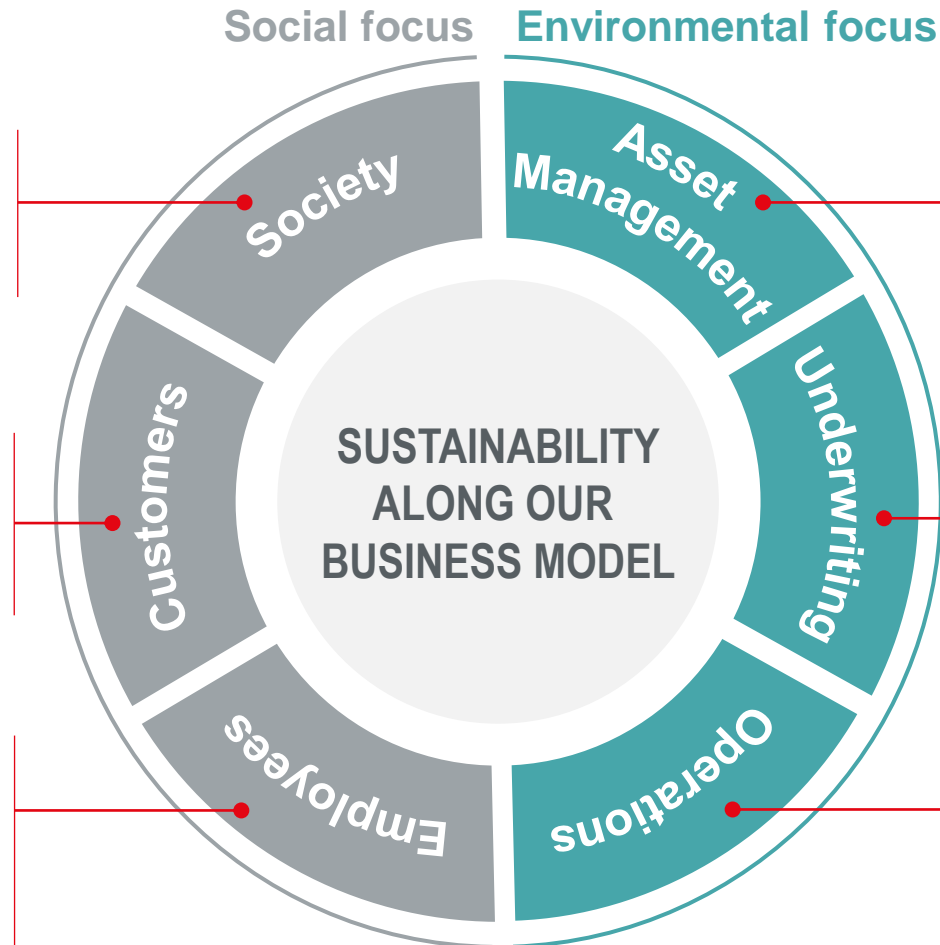 Social focus
Environmental focus
Society
Asset
Management
Customers
Underwriting
Employees
Operations
SUSTAINABILITY
ALONG OUR
BUSINESS MODEL